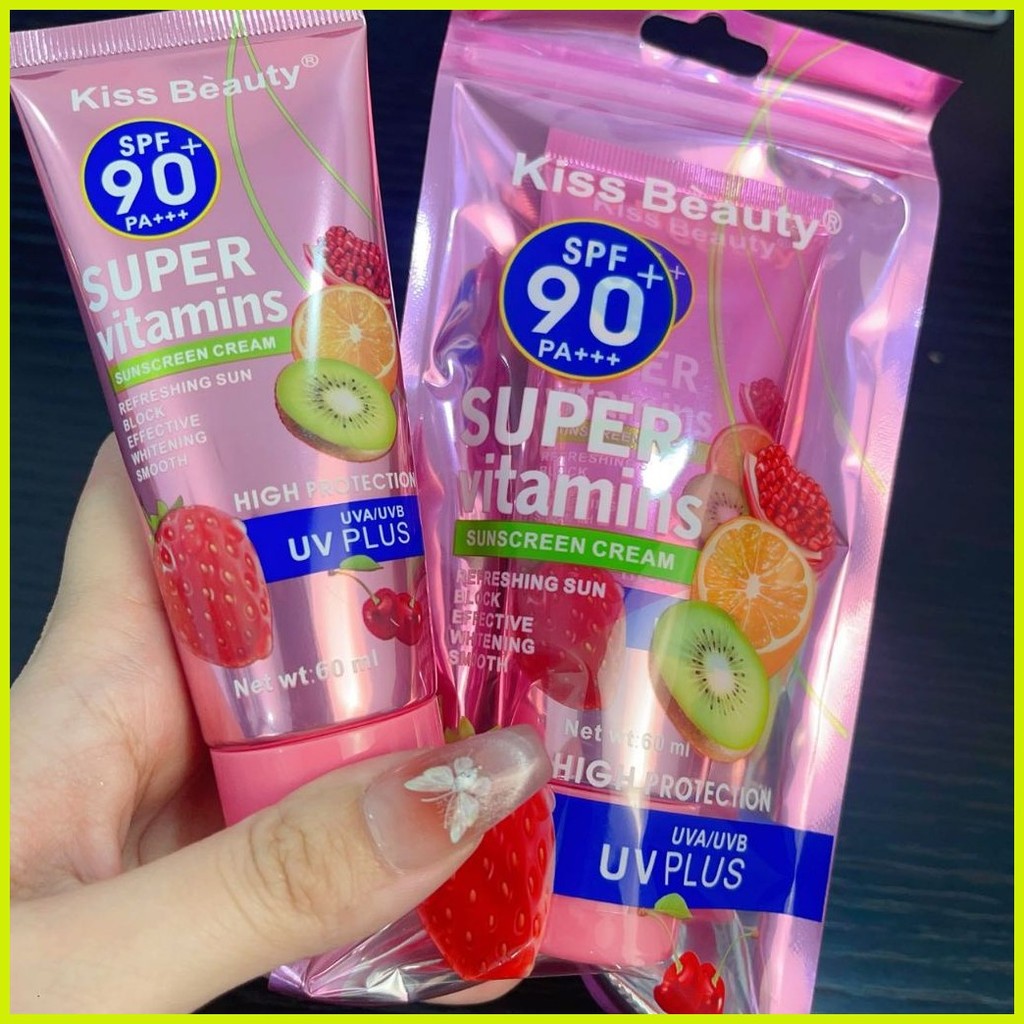 Kiss Bèauty®
SPF +
90
PA+++
SUPER
vitamins
SUNSCREEN CREAM
REFRESHING SUN
BLOCK
EFFECTIVE
WHITENING
SMOOTH
HIGH PROTECTION
UVA/UVB
UV PLUS
Net wt:60 ml
Kiss Bèauty®
Kiss Beauty
SPF +
90
PA+++
SUPER
vitamins
SUNSCREEN CREAM
REFRESHING SUN
BLOCK
EFFECTIVE
WHITENING
SMOOTH
Net wt:60 ml
HIGH PROTECTION
UVA/UVB
UV PLUS